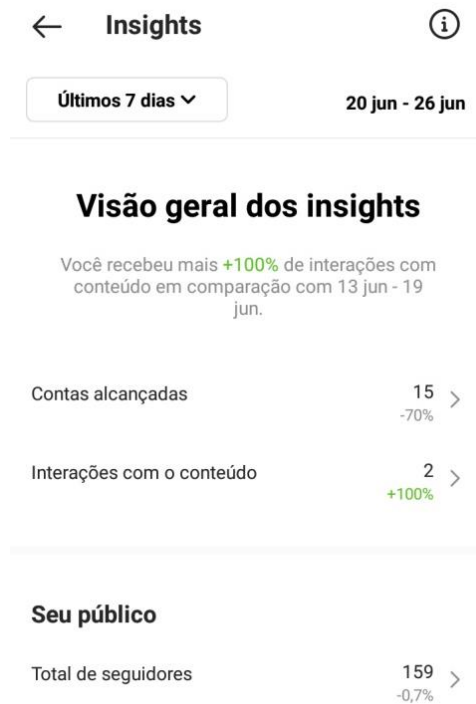 Insights
Últimos 7 dias
20 jun - 26 jun
Visão geral dos insights
Você recebeu mais +100% de interações com
conteúdo em comparação com 13 jun - 19
jun.
Contas alcançadas
15
-70%
Interações com o conteúdo
2
+100%
Seu público
Total de seguidores
159
-0,7%